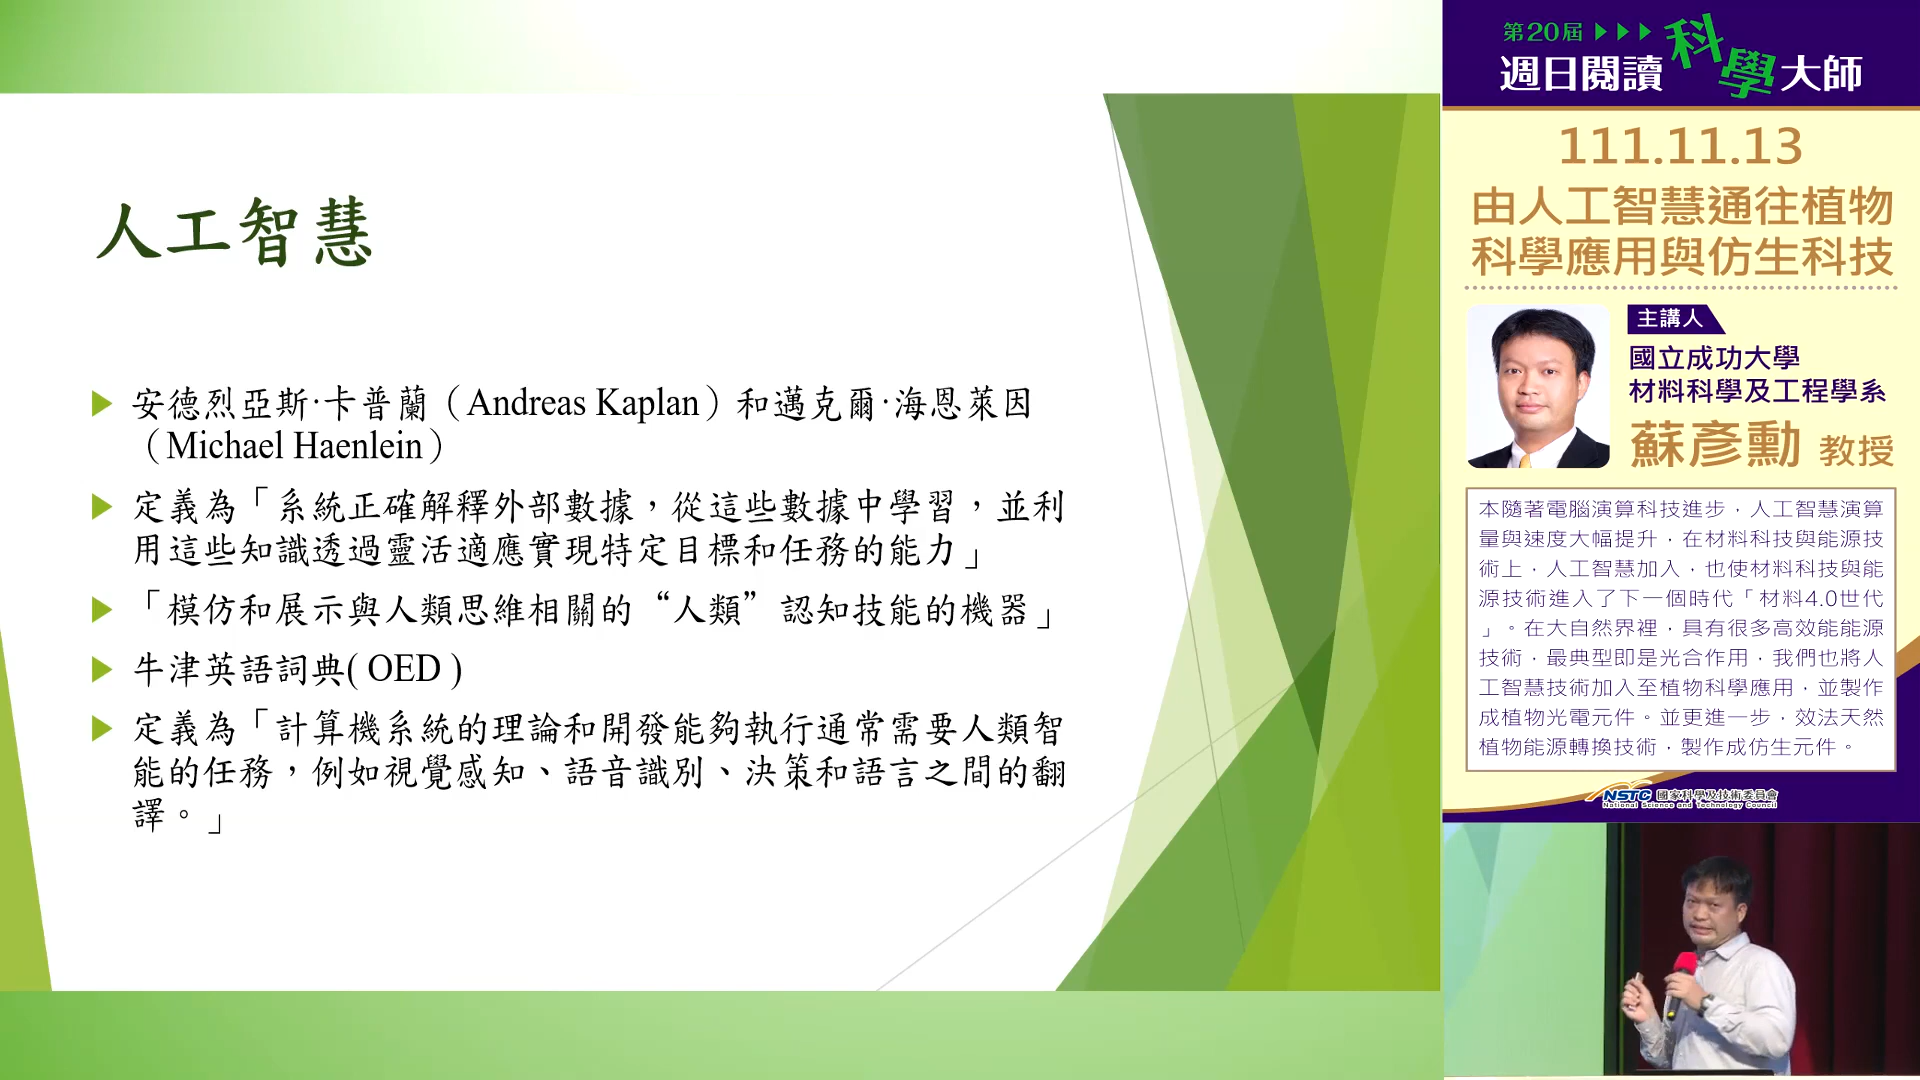 人工智慧
安德烈亞斯·卡普蘭（Andreas Kaplan）和邁克爾·海恩萊因
（Michael Haenlein）
定義為「系統正確解釋外部數據，從這些數據中學習，並利
用這些知識透過靈活適應實現特定目標和任務的能力」
「模仿和展示與人類思維相關的“人類”認知技能的機器」
牛津英語詞典( OED )
定義為「計算機系統的理論和開發能夠執行通常需要人類智
能的任務，例如視覺感知、語音識別、決策和語言之間的翻
譯。」
第20屆
週日閱讀科學大師
111.11.13
由人工智慧通往植物
科學應用與仿生科技
主講人
國立成功大學
材料科學及工程學系
蘇彥勳 教授
本隨著電腦演算科技進步，人工智慧演算
量與速度大幅提升，在材料科技與能源技
術上，人工智慧加入，也使材料科技與能
源技術進入了下一個時代「材料4.0世代
」。在大自然界裡，具有很多高效能能源
技術，最典型即是光合作用，我們也將人
工智慧技術加入至植物科學應用，並製作
成植物光電元件。並更進一步，效法天然
植物能源轉換技術，製作成仿生元件。
NSTC 國家科學及技術委員會
National Science and Technology Council